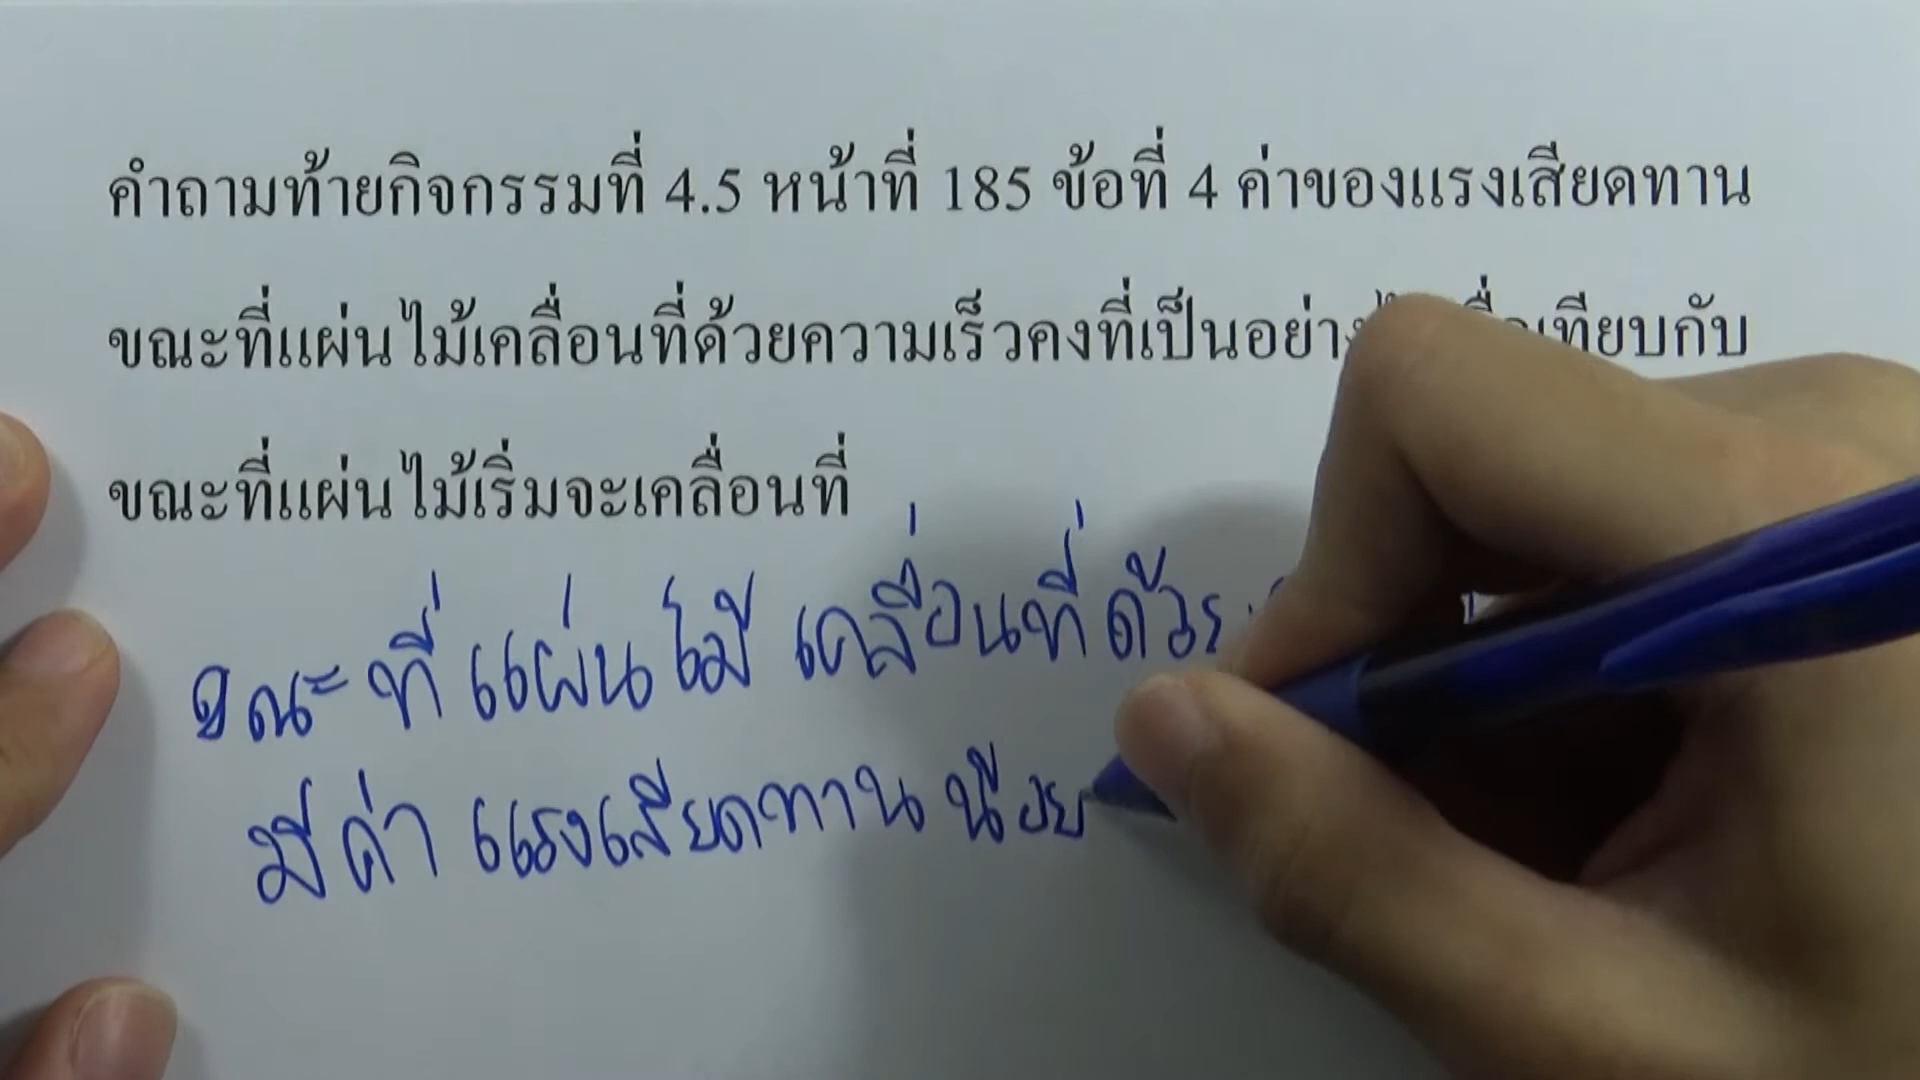 คำถามท้ายกิจกรรมที่ 4.5 หน้าที่ 185 ข้อที่ 4 ค่าของแรงเสียดทาน
ขณะที่แผ่นไม้เคลื่อนที่ด้วยความเร็วคงที่เป็นอย่าง เทียบกับ
ขณะที่แผ่นไม้เริ่มจะเคลื่อนที่
ขณะที่ แผ่นไม้ เคลื่อนที่ด้วย
มีค่า แรงเสียดทาน น้อย